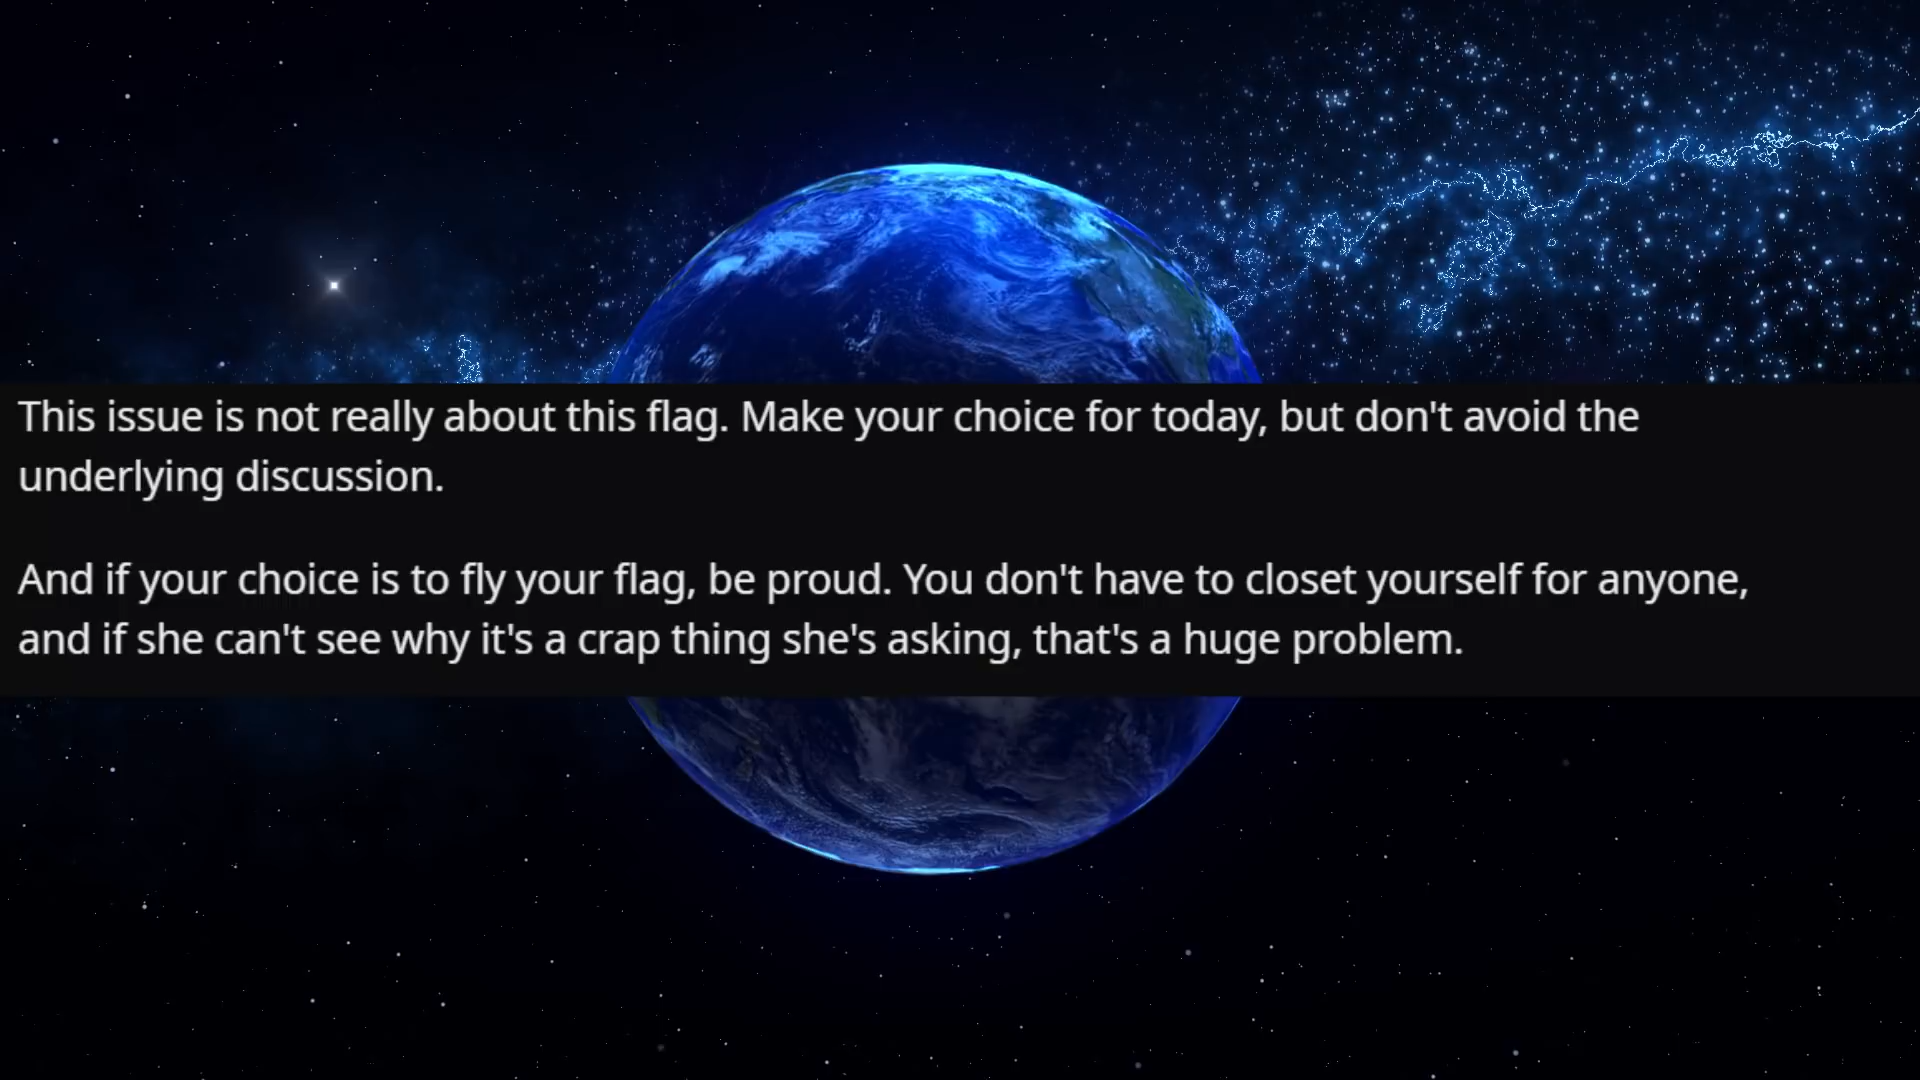 This issue is not really about this flag. Make your choice for today, but don't avoid the
underlying discussion.
And if your choice is to fly your flag, be proud. You don't have to closet yourself for anyone,
and if she can't see why it's a crap thing she's asking, that's a huge problem.